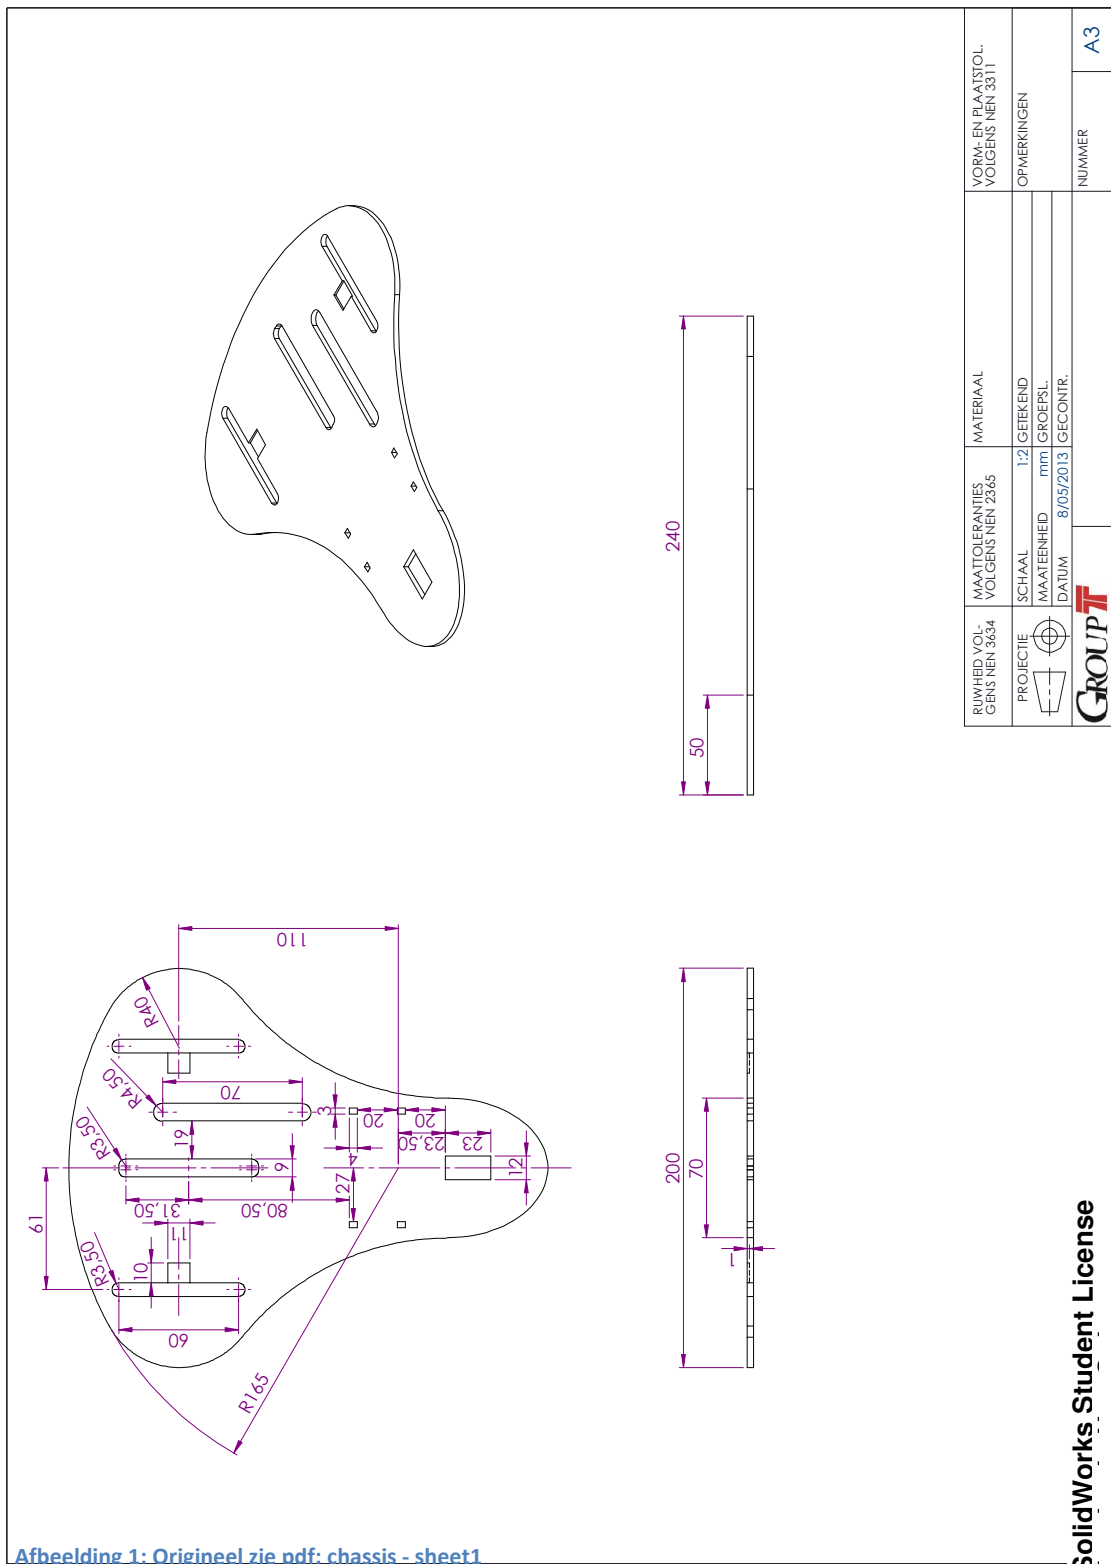 61
R3,50
R3,50
R4,50
R40
110
70
19
9
31,50
80,50
11
10
60
R165
3
20
20
4
27
23,50
23
12
240
50
200
70
1
RUWHEID VOL-
GENS NEN 3634
MAATTOLERANTIES
VOLGENS NEN 2365
MATERIAAL
VORM- EN PLAATSTOL.
VOLGENS NEN 3311
PROJECTIE
SCHAAL 1:2
GETEKEND
OPMERKINGEN
MAATEENHEID mm
GROEPSL.
DATUM 8/05/2013
GECONTR.
GROUP T
NUMMER
A3
SolidWorks Student License
Afbeelding 1: Origineel zie pdf: chassis - sheet1